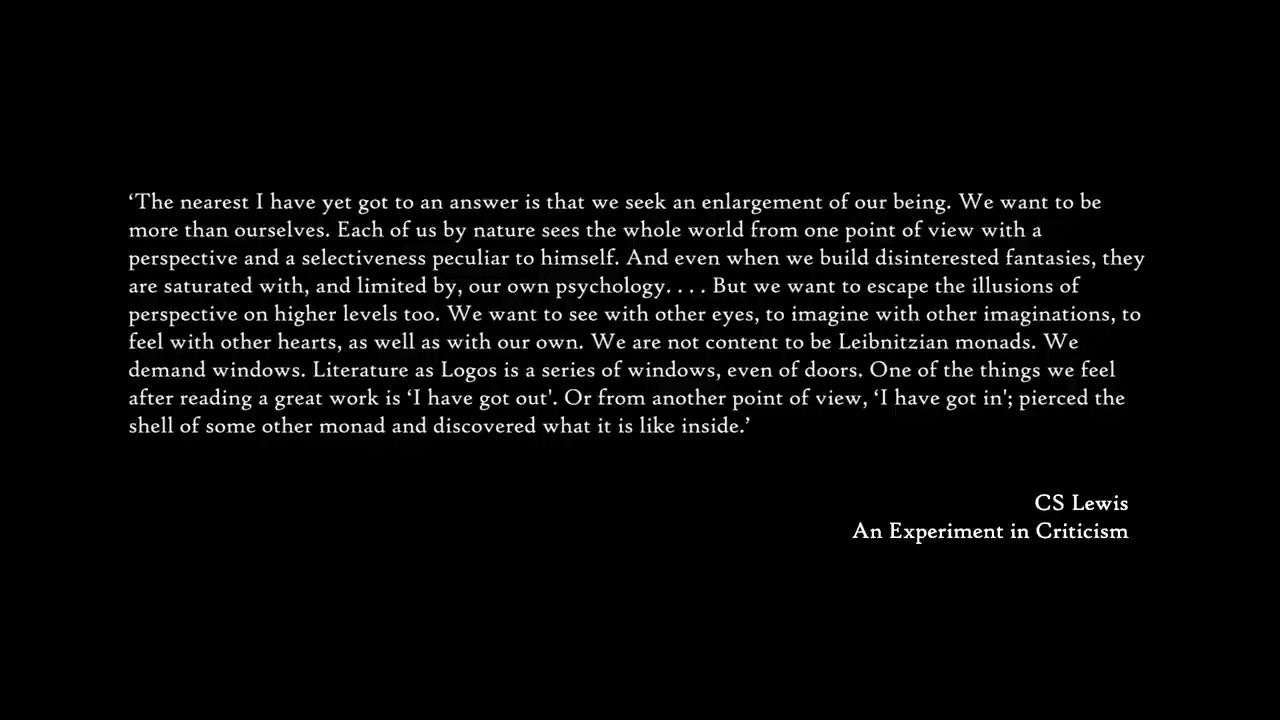 ‘The nearest I have yet got to an answer is that we seek an enlargement of our being. We want to be
more than ourselves. Each of us by nature sees the whole world from one point of view with a
perspective and a selectiveness peculiar to himself. And even when we build disinterested fantasies, they
are saturated with, and limited by, our own psychology. . . . But we want to escape the illusions of
perspective on higher levels too. We want to see with other eyes, to imagine with other imaginations, to
feel with other hearts, as well as with our own. We are not content to be Leibnitzian monads. We
demand windows. Literature as Logos is a series of windows, even of doors. One of the things we feel
after reading a great work is ‘I have got out'. Or from another point of view, ‘I have got in'; pierced the
shell of some other monad and discovered what it is like inside.’
CS Lewis
An Experiment in Criticism